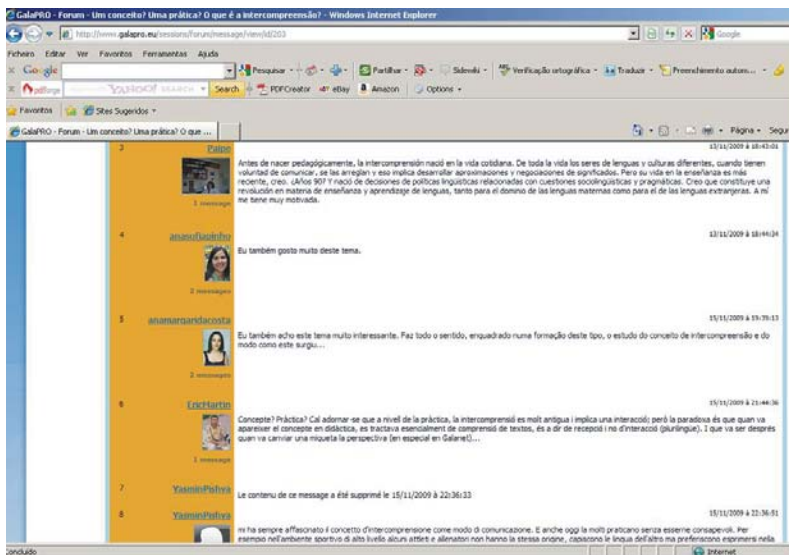 GalaPRO - Forum - Um conceito? Uma prática? O que é a intercompreensão? - Windows Internet Explorer
http://www.galapro.eu/sessions/forum/message/view/id/203
Google
Ficheiro Editar Ver Favoritos Ferramentas Ajuda
Google Pesquisar Partilhar Sidewiki Verificação ortográfica Traduzir Preenchimento autom...
YAHOO! SEARCH Search PDFCreator eBay Amazon Options
Favoritos Sites Sugeridos
GalaPRO - Forum - Um conceito? Uma prática? O que ... Página Segu
3 Paipe 13/11/2009 à 18:43:01
Antes de nacer pedagógicamente, la intercomprensión nació en la vida cotidiana. De toda la vida los seres de lenguas y culturas diferentes, cuando tienen
voluntad de comunicar, se las arreglan y eso implica desarrollar aproximaciones y negociaciones de significados. Pero su vida en la enseñanza es más
reciente, creo. ¿Años 90? Y nació de decisiones de políticas lingüísticas relacionadas con cuestiones sociolingüísticas y pragmáticas. Creo que constituye una
revolución en materia de enseñanza y aprendizaje de lenguas, tanto para el dominio de las lenguas maternas como para el de las lenguas extranjeras. A mí
me tiene muy motivada.
1 message
4 anasofiapinho 13/11/2009 à 18:44:24
Eu também gosto muito deste tema.
2 messages
5 anamargaridacosta 15/11/2009 à 19:39:13
Eu também acho este tema muito interessante. Faz todo o sentido, enquadrado numa formação deste tipo, o estudo do conceito de intercompreensão e do
modo como este surgiu...
2 messages
6 EricMartin 15/11/2009 à 21:44:36
Concepte? Pràctica? Cal adornar-se que a nivell de la pràctica, la intercomprensió es molt antigua i implica una interacció; però la paradoxa és que quan va
apareixer el concepte en didàctica, es tractava esencialment de comprensió de textos, és a dir de recepció i no d'interacció (plurilingüe). I que va ser després
quan va canviar una miqueta la perspectiva (en especial en Galanet)...
1 message
7 YasminPishva
Le contenu de ce message a été supprimé le 15/11/2009 à 22:36:33
8 YasminPishva 15/11/2009 à 22:36:51
mi ha sempre affascinato il concetto d'intercomprensione come modo di comunicazione. E anche oggi la molti praticano senza esserne consapevoli. Per
esempio nell'ambiente sportivo di alto livello alcuni atleti e allenatori non hanno la stessa origine, capiscono le lingua dell'altro ma preferiscono esprimersi nella
Concluído Internet